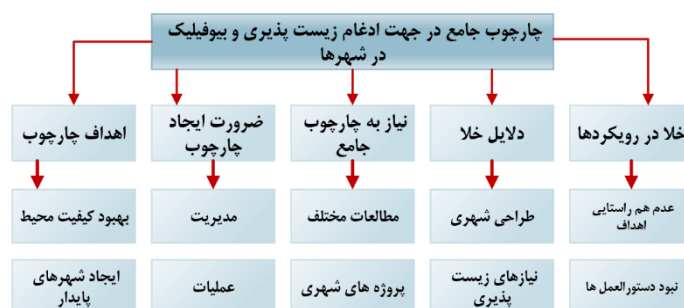 چارچوب جامع در جهت ادغام زیست پذیری و بیوفیلیک
در شهرها
خلا در رویکردها
دلایل خلا
نیاز به چارچوب
جامع
ضرورت ایجاد
چارچوب
اهداف چارچوب
عدم هم راستایی
اهداف
طراحی شهری
مطالعات مختلف
مدیریت
بهبود کیفیت محیط
نبود دستورالعمل ها
نیازهای زیست
پذیری
پروژه های شهری
عملیات
ایجاد شهرهای
پایدار